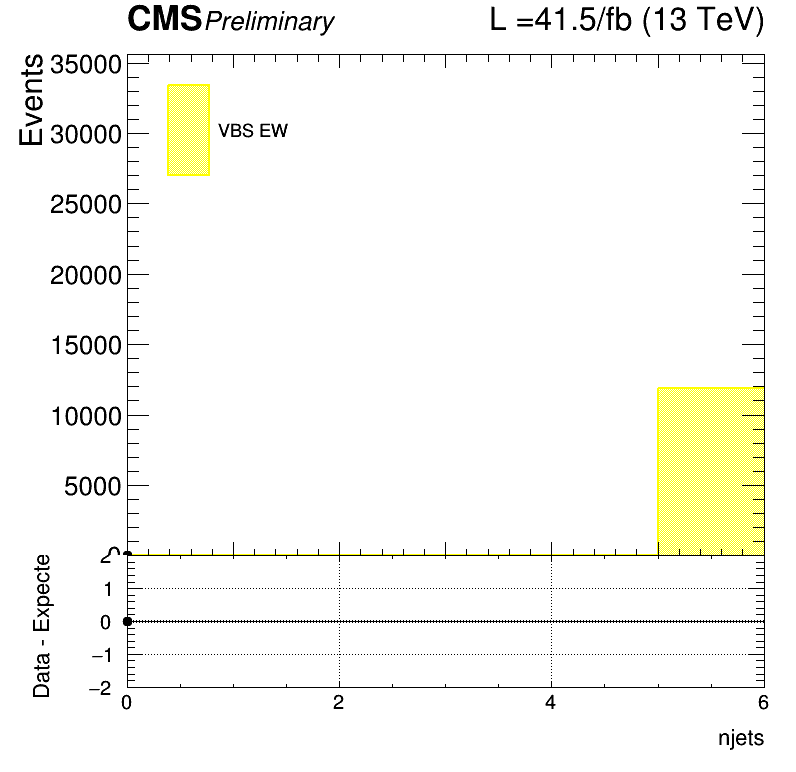 CMS Preliminary L =41.5/fb (13 TeV)
Events
35000
30000
25000
20000
15000
10000
5000
VBS EW
Data - Expecte
2
1
0
−1
−2
0 2 4 6
njets